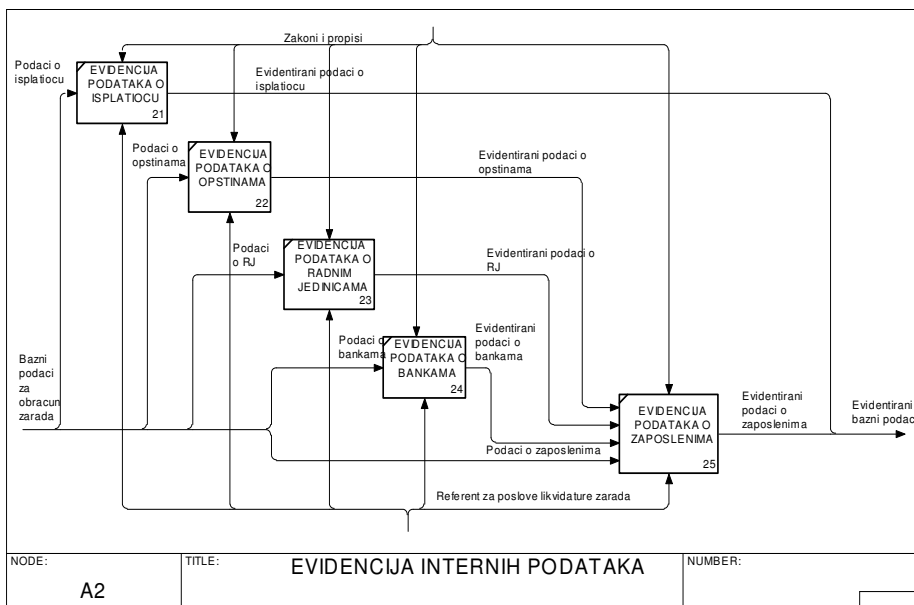 Zakoni i propisi
Podaci o
isplatiocu
EVIDENCIJA
PODATAKA O
ISPLATIOCU
21
Evidentirani podaci o
isplatiocu
Podaci o
opstinama
EVIDENCIJA
PODATAKA O
OPSTINAMA
22
Evidentirani podaci o
opstinama
Podaci
o RJ
EVIDENCIJA
PODATAKA O
RADNIM
JEDINICAMA
23
Evidentirani podaci o
RJ
Podaci o
bankama
EVIDENCIJA
PODATAKA O
BANKAMA
24
Evidentirani
podaci o
bankama
Bazni
podaci
za
obracun
zarada
Podaci o zaposlenima
EVIDENCIJA
PODATAKA O
ZAPOSLENIMA
25
Evidentirani
podaci o
zaposlenima
Evidentirani
bazni podaci
Referent za poslove likvidature zarada
NODE:
A2
TITLE:
EVIDENCIJA INTERNIH PODATAKA
NUMBER: